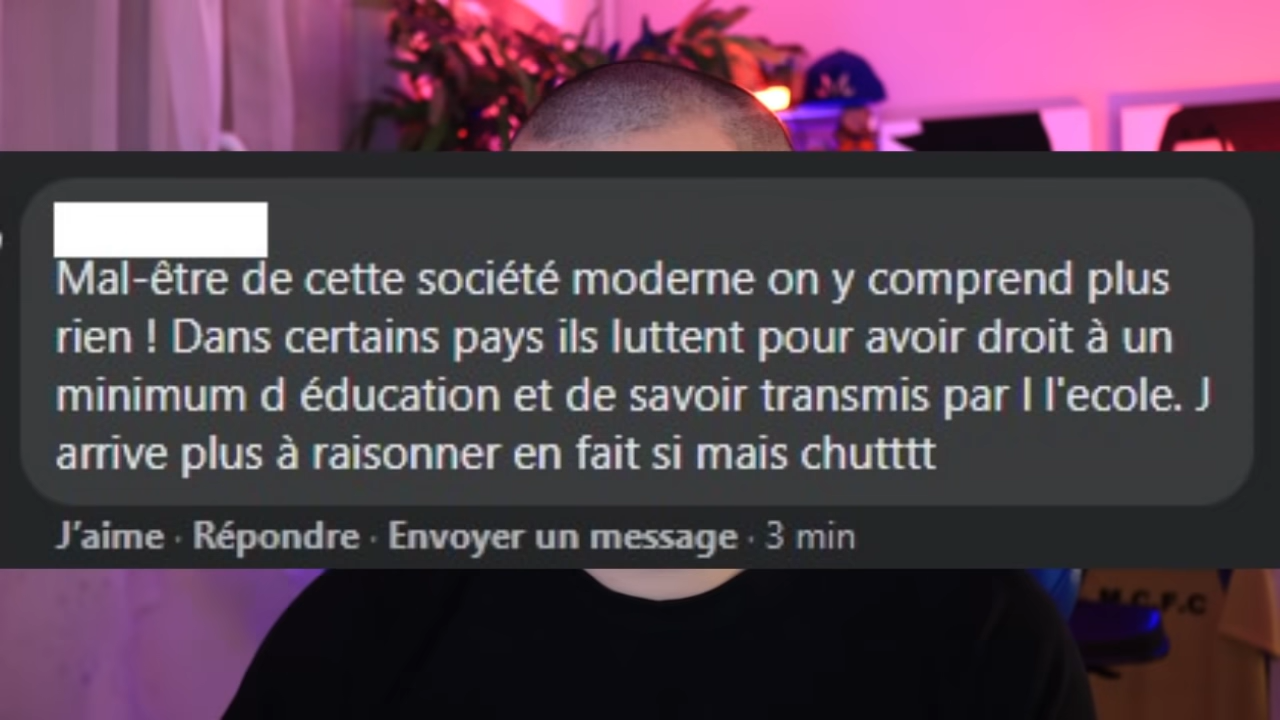 Mal-être de cette société moderne on y comprend plus
rien ! Dans certains pays ils luttent pour avoir droit à un
minimum d éducation et de savoir transmis par l l'ecole. J
arrive plus à raisonner en fait si mais chutttt
J'aime · Répondre · Envoyer un message · 3 min
M.C.F.C